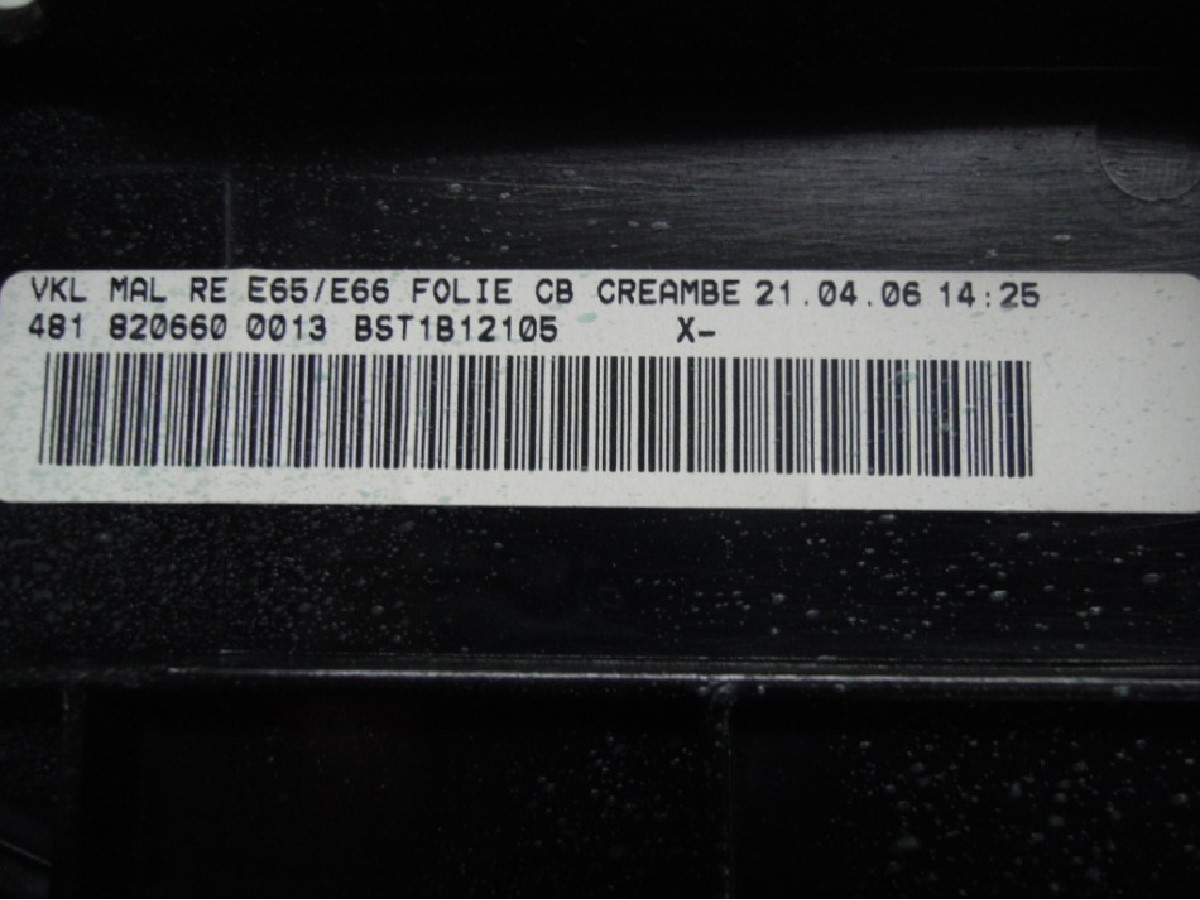 VKL MAL RE E65/E66 FOLIE CB CREAMBE 21.04.06 14:25
481 820660 0013 BST1B12105 X-